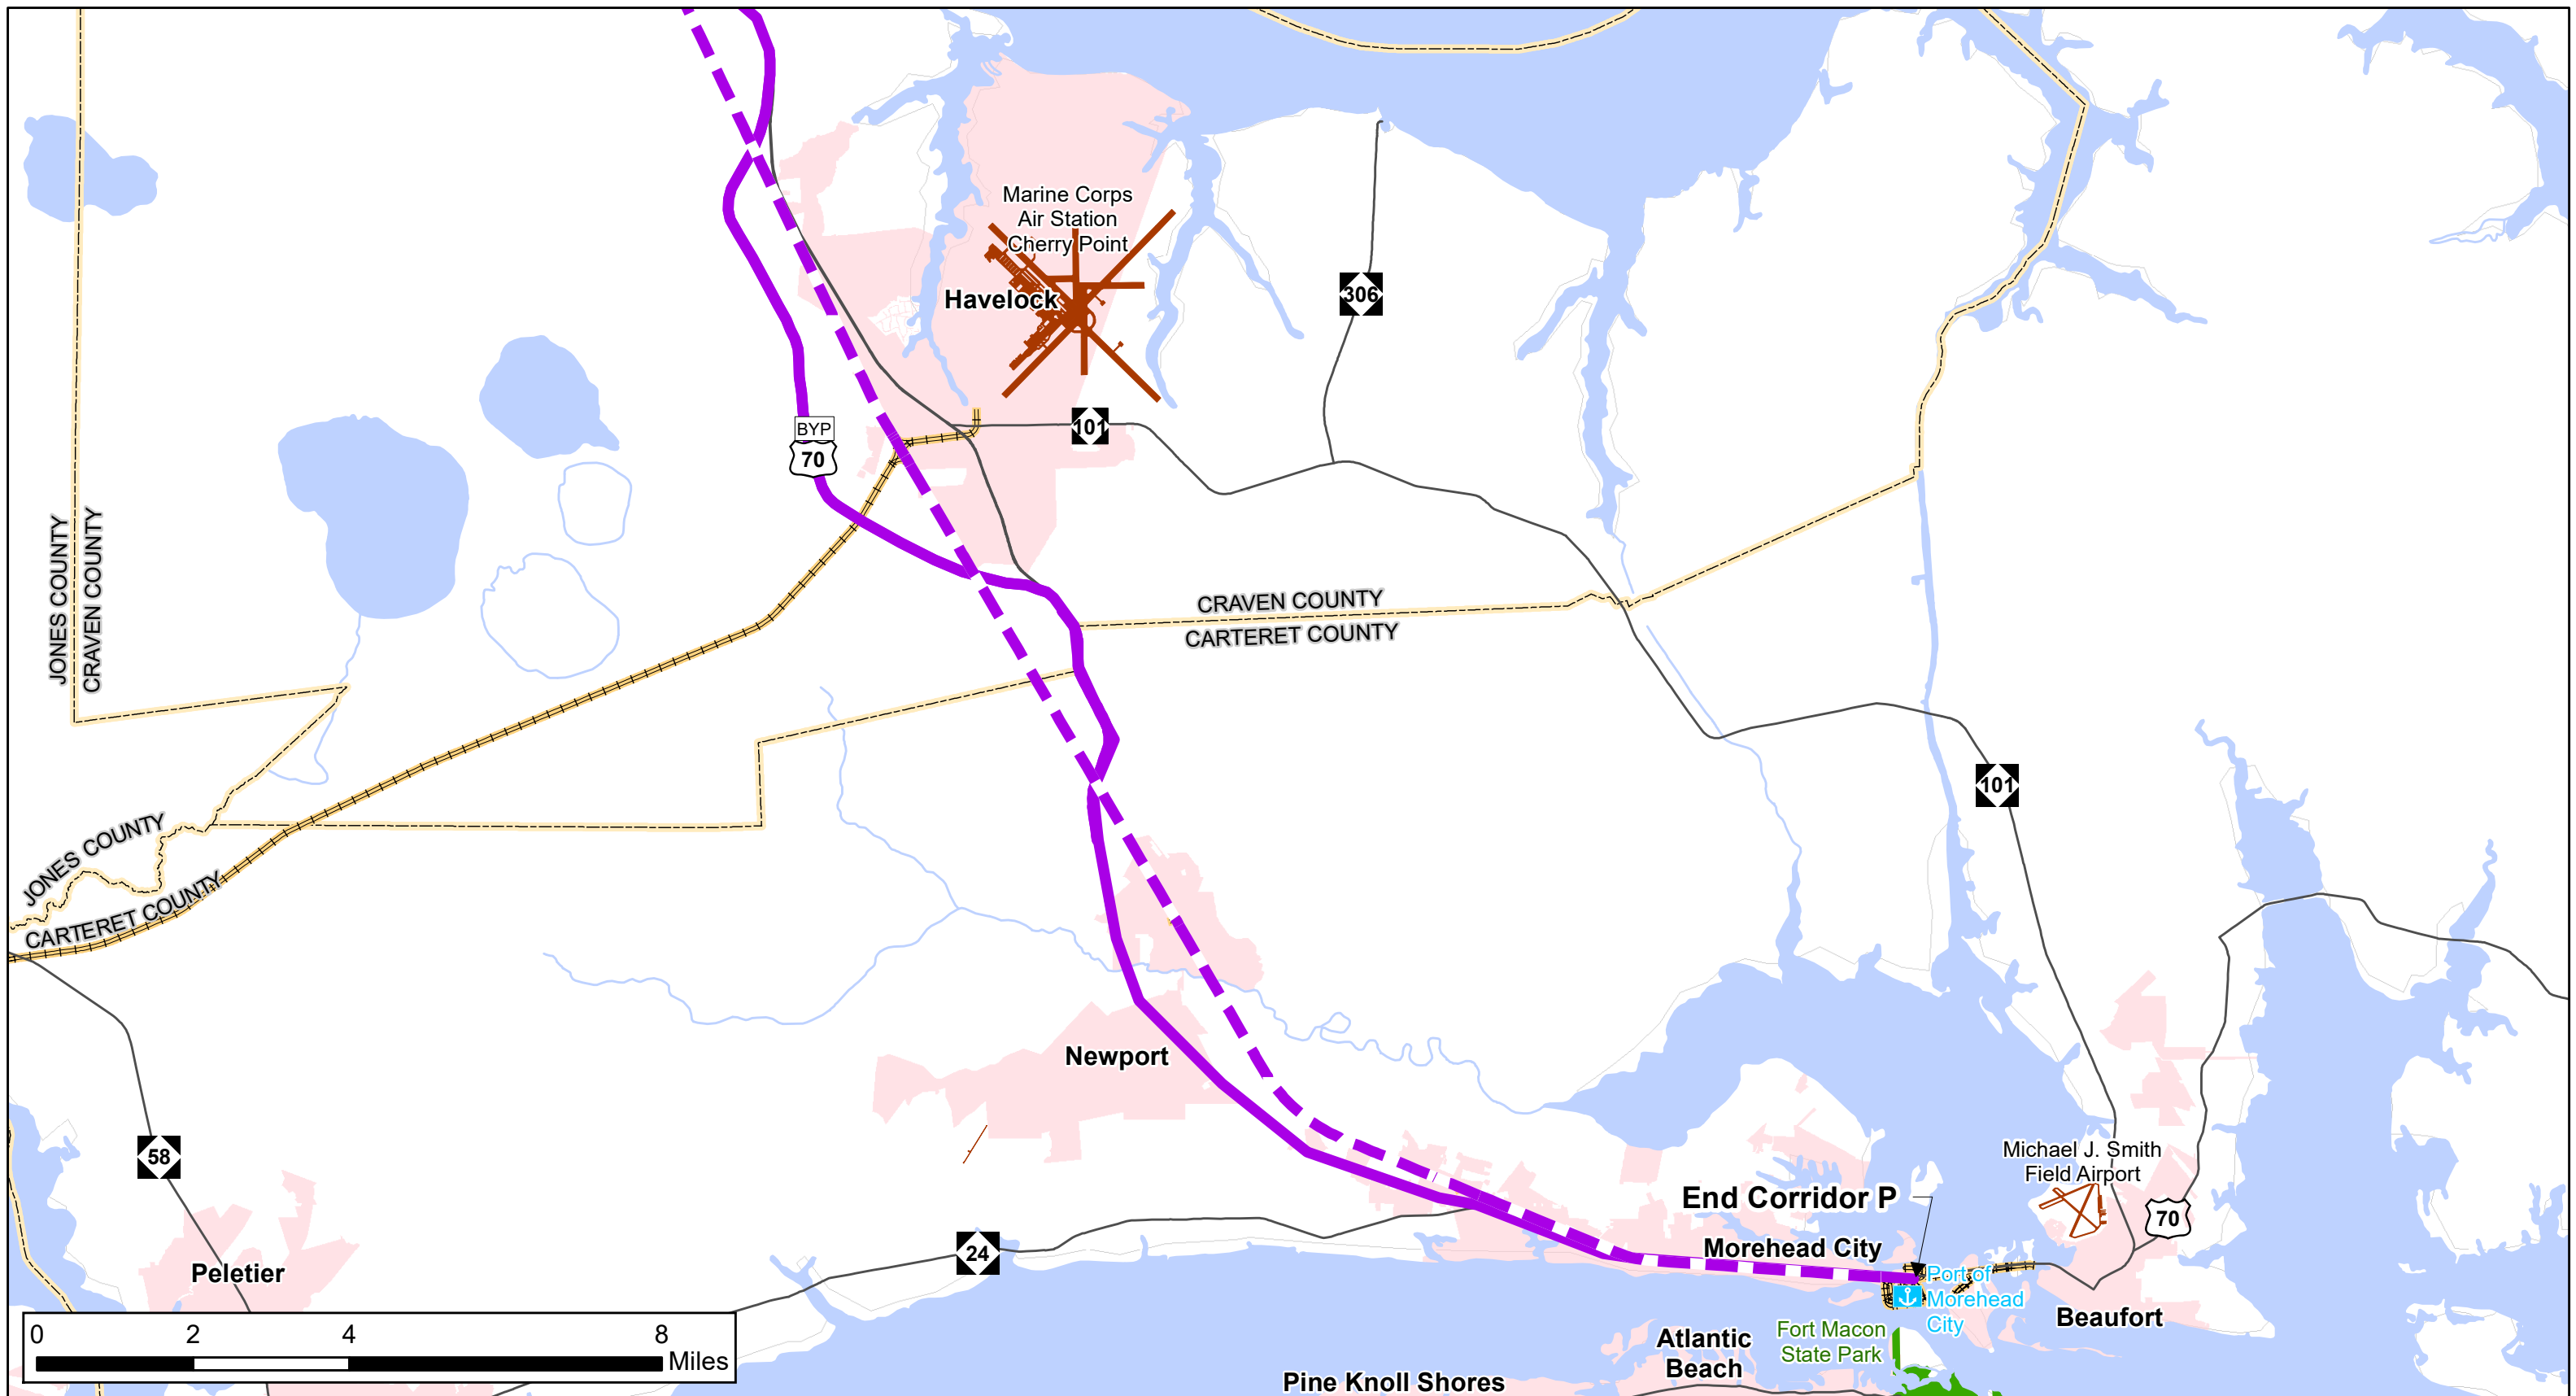 Marine Corps
Air Station
Cherry Point
Havelock
306
101
BYP
70
JONES COUNTY
CRAVEN COUNTY
CRAVEN COUNTY
CARTERET COUNTY
101
JONES COUNTY
CARTERET COUNTY
Newport
58
Michael J. Smith
Field Airport
End Corridor P
70
24
Morehead City
Peletier
Port of
Morehead
City
Beaufort
Fort Macon
State Park
Atlantic
Beach
Pine Knoll Shores
0 2 4 8
Miles